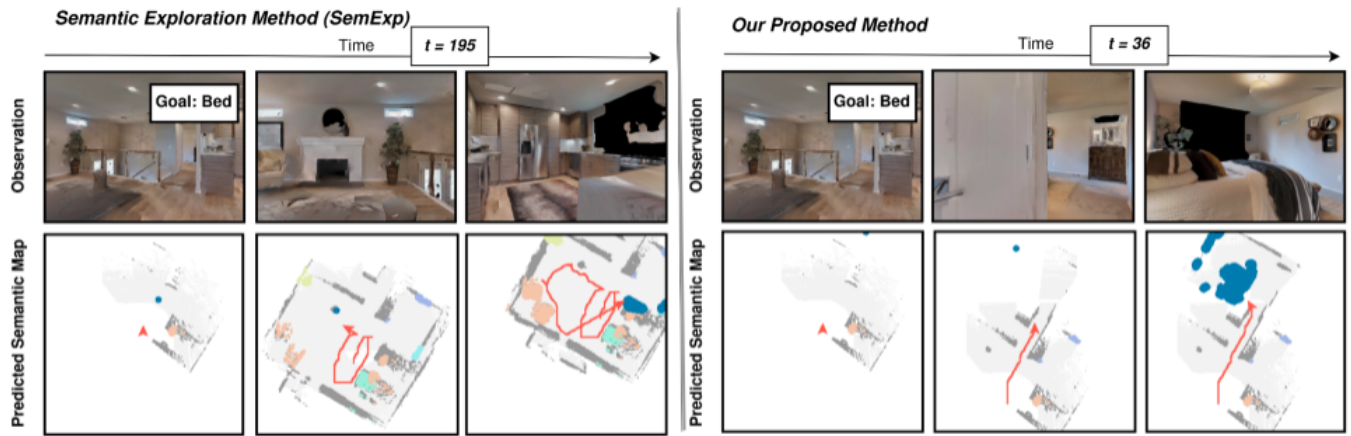 Semantic Exploration Method (SemExp)
Time
t = 195
Observation
Goal: Bed
Predicted Semantic Map
Our Proposed Method
Time
t = 36
Observation
Goal: Bed
Predicted Semantic Map